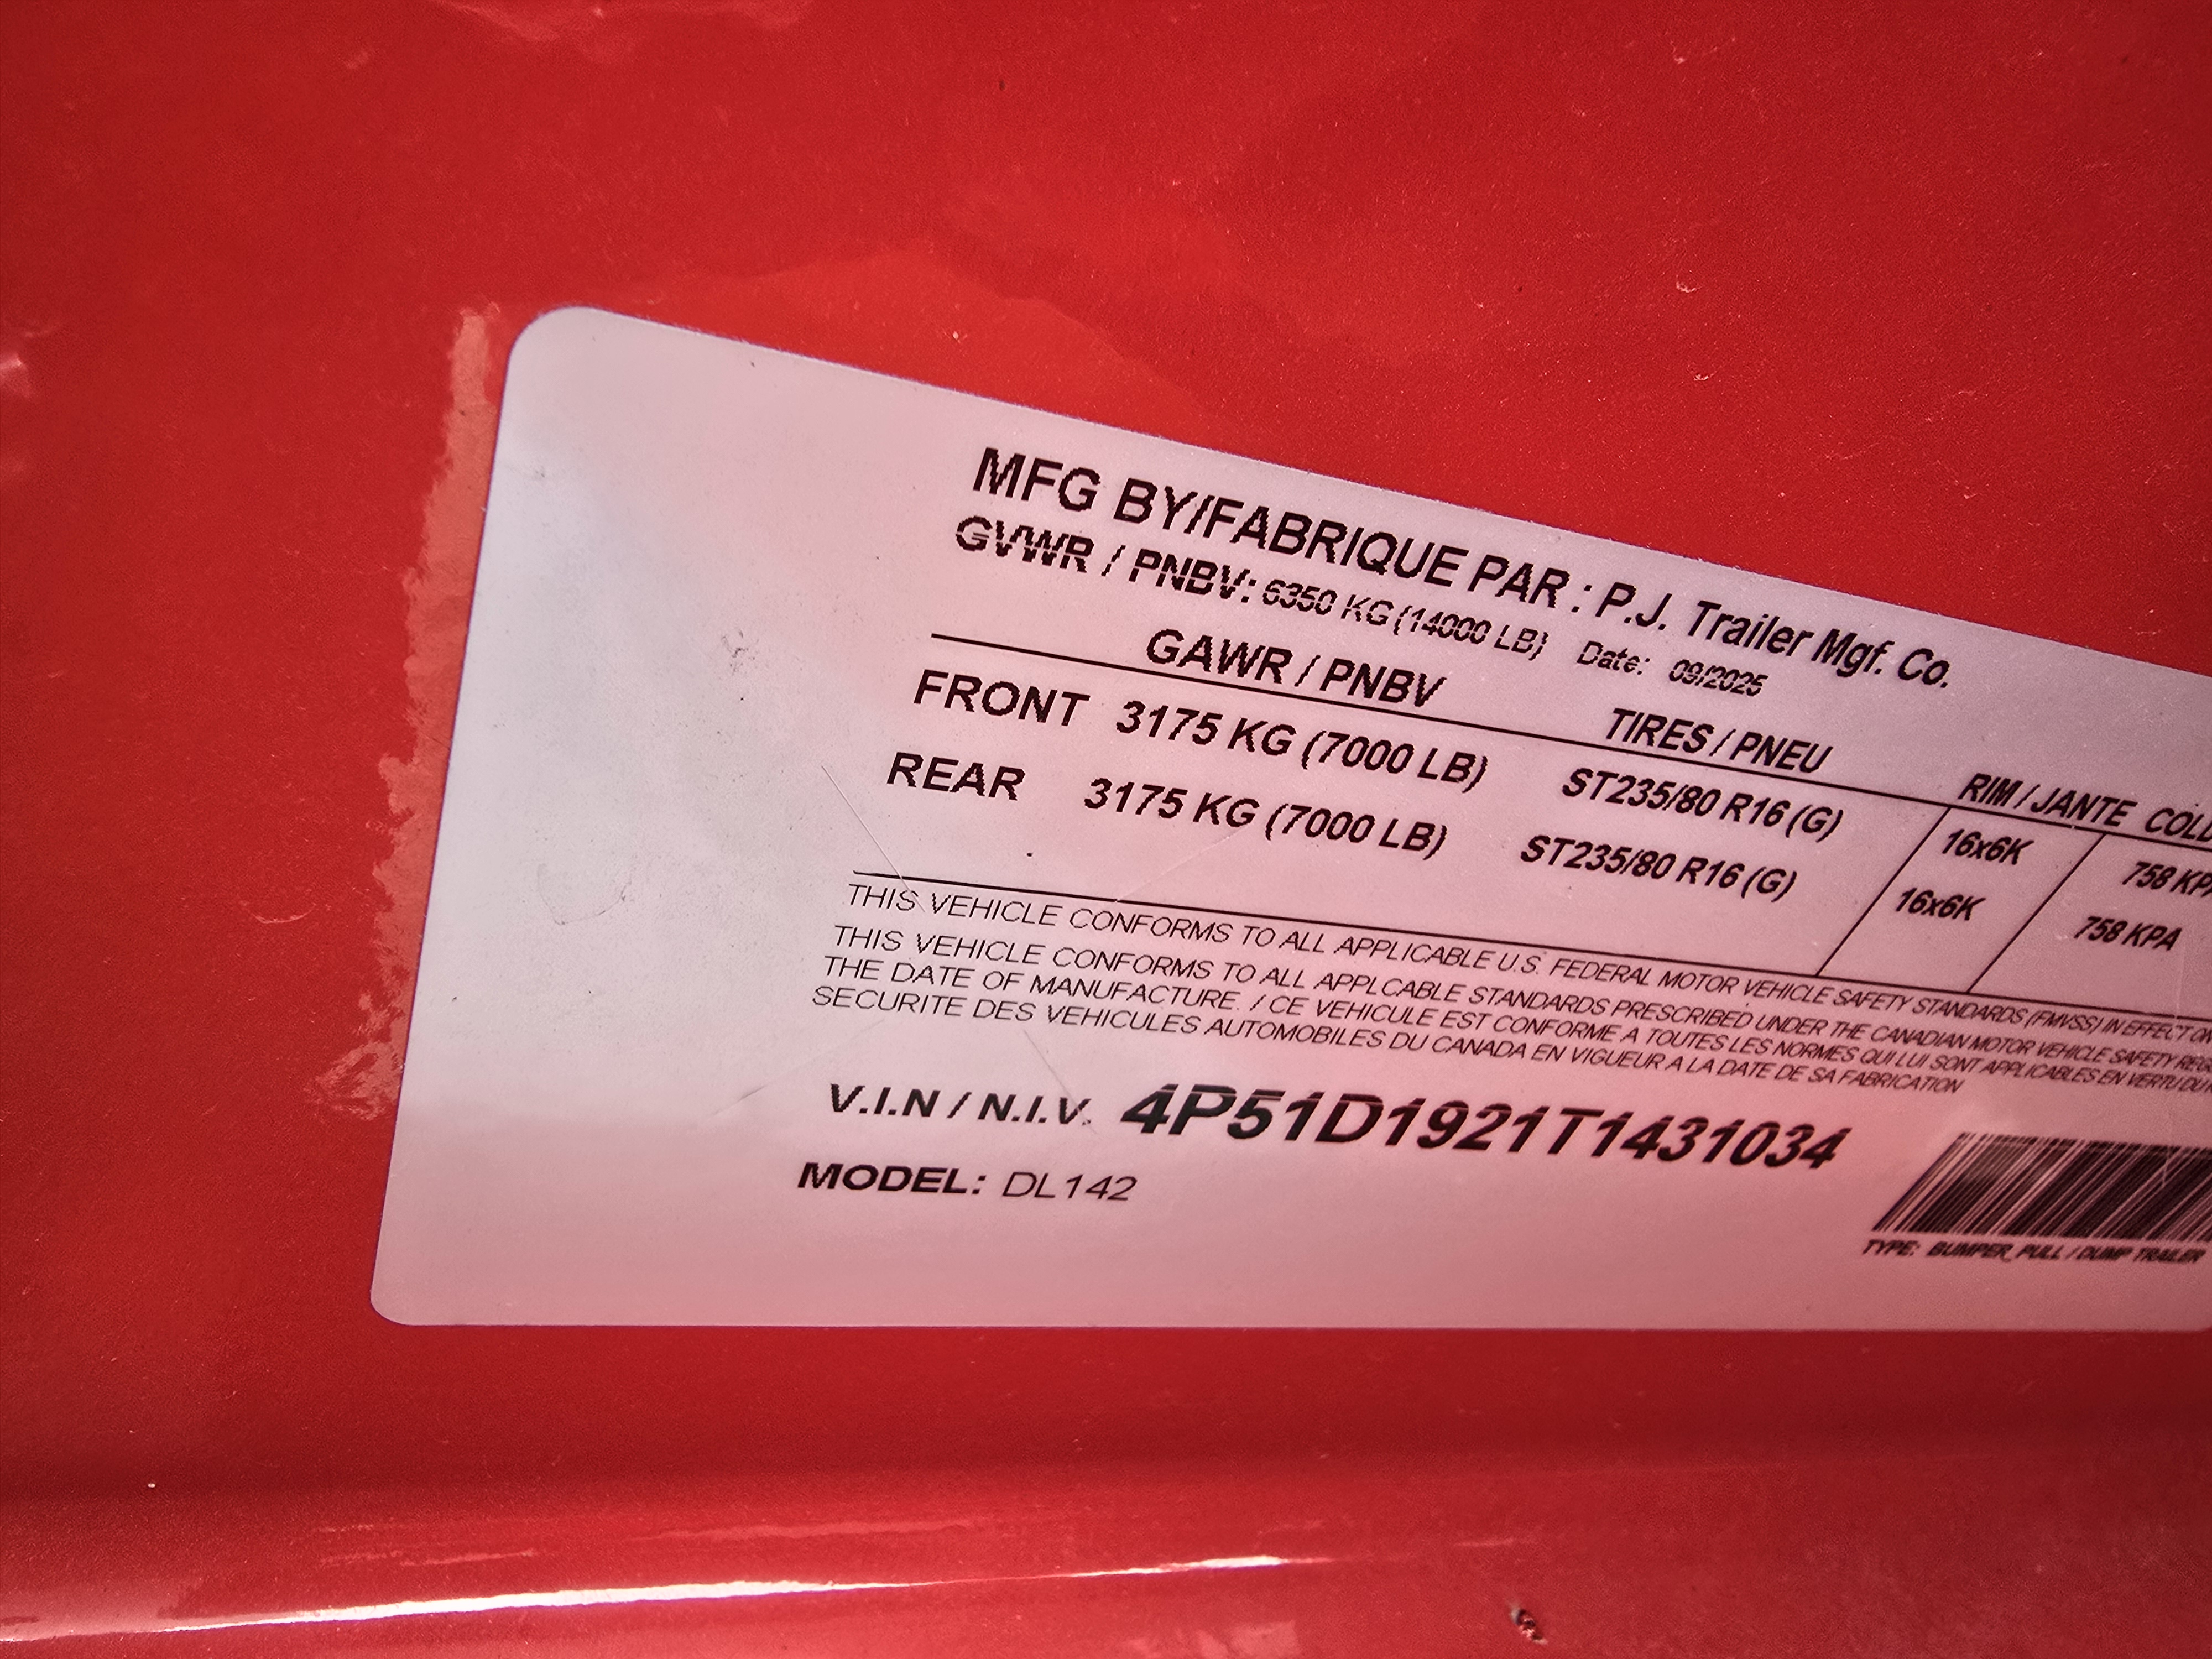 MFG BY/FABRIQUE PAR : P.J. Trailer Mgf. Co.
GVWR / PNBV: 6350 KG (14000 LB) Date: 09/2025
GAWR / PNBV TIRES / PNEU RIM / JANTE
FRONT 3175 KG (7000 LB) ST235/80 R16 (G) 16x6K 758 KPA
REAR 3175 KG (7000 LB) ST235/80 R16 (G) 16x6K 758 KPA
THIS VEHICLE CONFORMS TO ALL APPLICABLE U.S. FEDERAL MOTOR VEHICLE SAFETY STANDARDS (FMVSS) IN EFFECT ON
THIS VEHICLE CONFORMS TO ALL APPLCABLE STANDARDS PRESCRIBED UNDER THE CANADIAN MOTOR VEHICLE SAFETY
THE DATE OF MANUFACTURE. / CE VEHICULE EST CONFORME A TOUTES LES NORMES QUI LUI SONT APPLICABLES EN VERTU DU
SECURITE DES VEHICULES AUTOMOBILES DU CANADA EN VIGUEUR A LA DATE DE SA FABRICATION
V.I.N / N.I.V. 4P51D1921T1431034
MODEL: DL142
TYPE: BUMPER_PULL / DUMP TRAILER